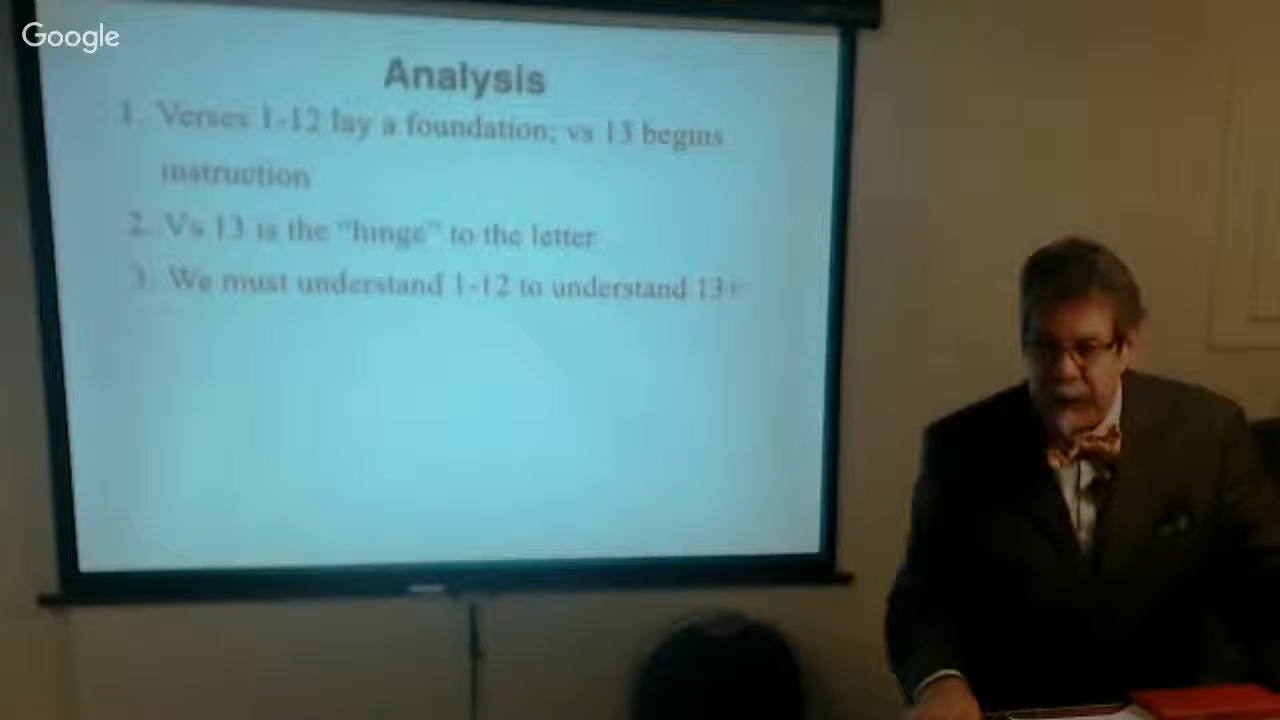 Google
Analysis
1. Verses 1-12 lay a foundation; vs 13 begins
instruction
2. Vs 13 is the "hinge" to the letter
3 We must understand 1-12 to understand 13+